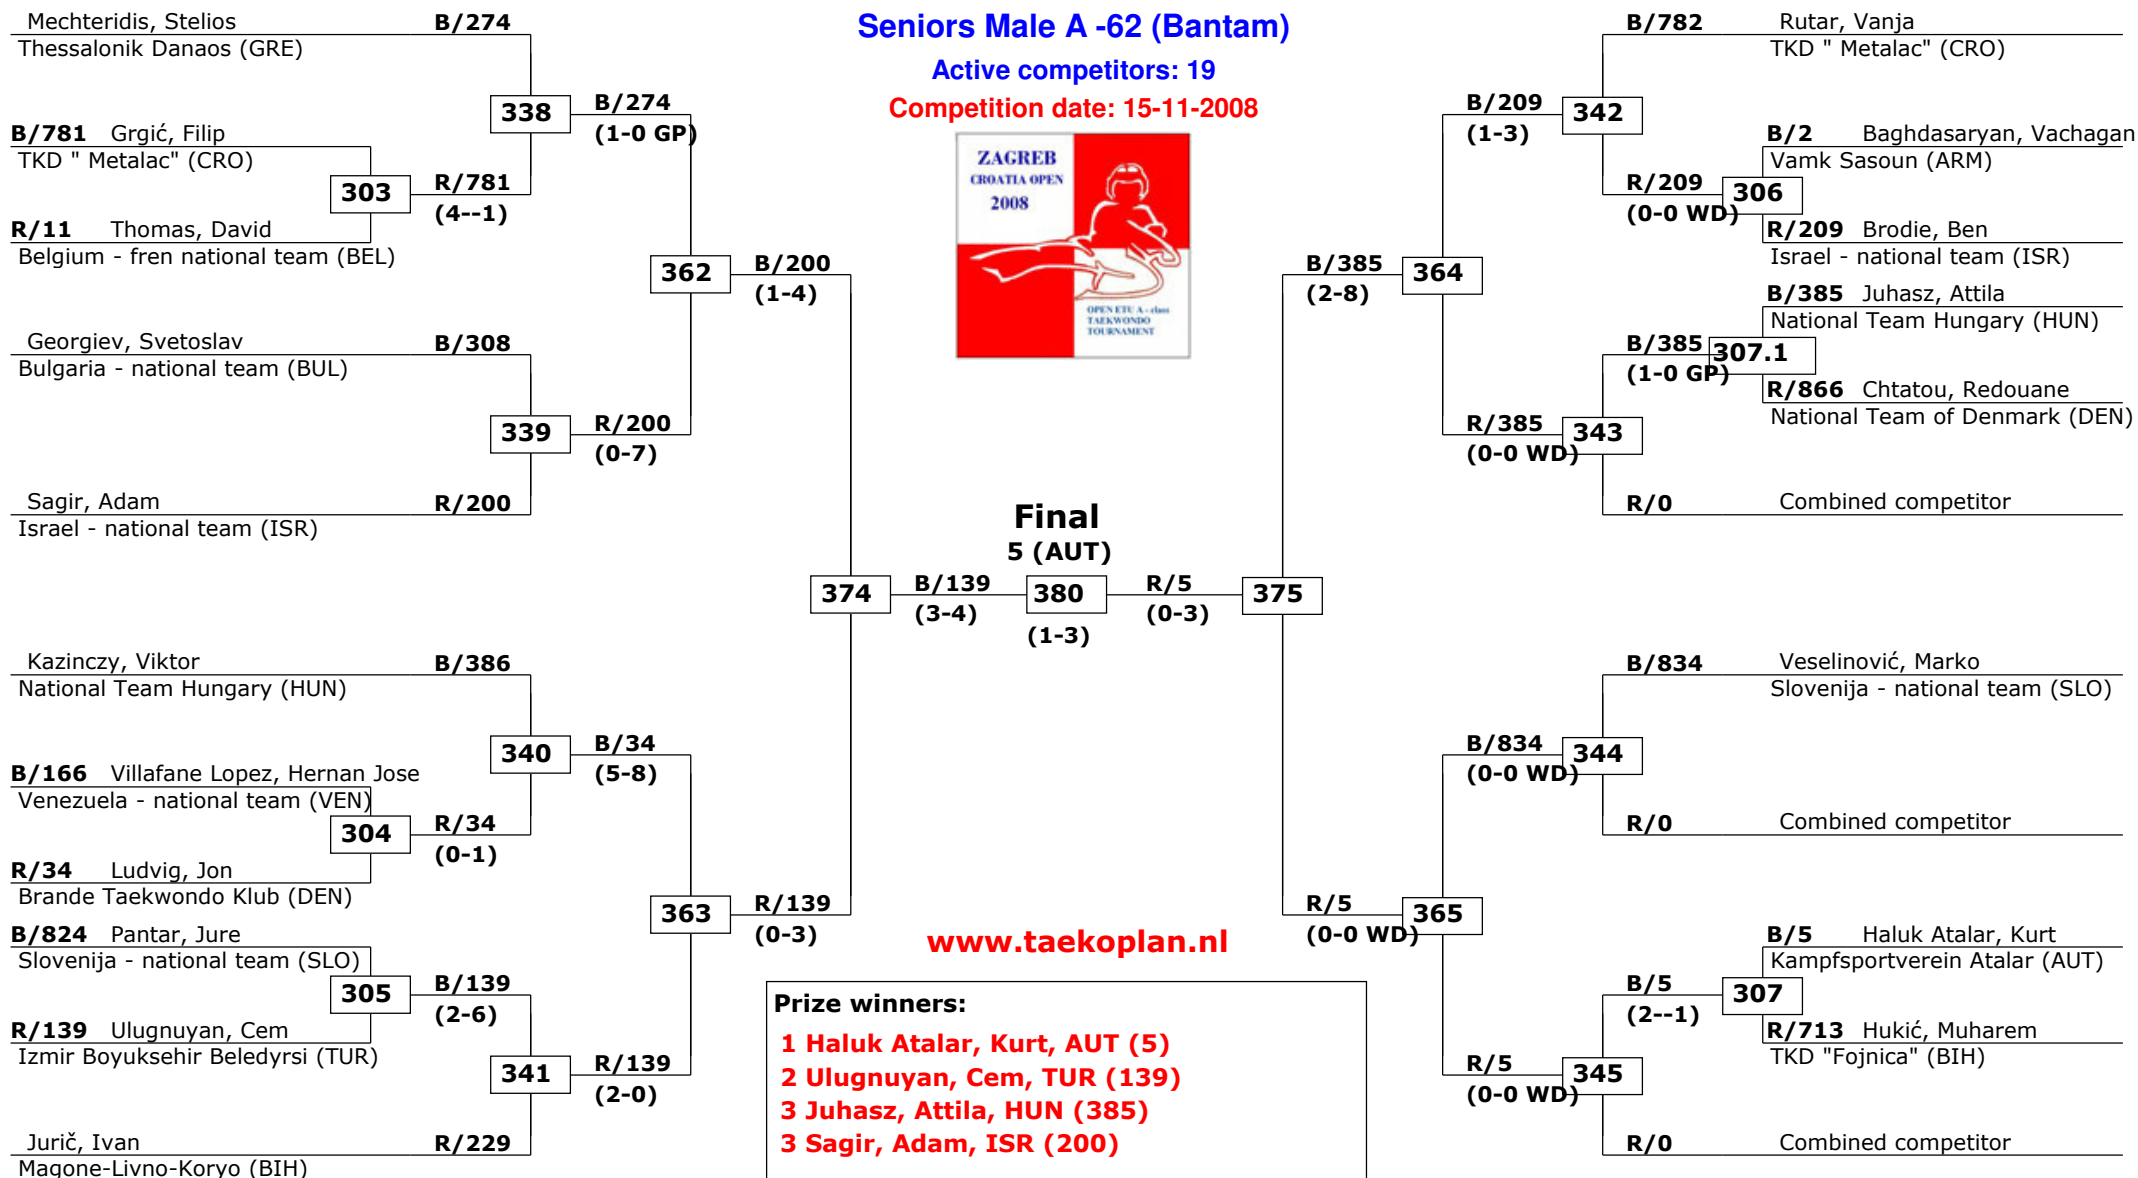 Seniors Male A -62 (Bantam)
Active competitors: 19
Competition date: 15-11-2008
ZAGREB
CROATIA OPEN
2008
OPEN ETU A - class
TAEKWONDO
TOURNAMENT
Mechteridis, Stelios B/274
Thessalonik Danaos (GRE)
338
B/274
(1-0 GP)
B/781 Grgić, Filip
TKD " Metalac" (CRO)
303
R/781
(4--1)
R/11 Thomas, David
Belgium - fren national team (BEL)
362
B/200
(1-4)
Georgiev, Svetoslav B/308
Bulgaria - national team (BUL)
339
R/200
(0-7)
Sagir, Adam R/200
Israel - national team (ISR)
374
B/139
(3-4)
Kazinczy, Viktor B/386
National Team Hungary (HUN)
340
B/34
(5-8)
B/166 Villafane Lopez, Hernan Jose
Venezuela - national team (VEN)
304
R/34
(0-1)
R/34 Ludvig, Jon
Brande Taekwondo Klub (DEN)
363
R/139
(0-3)
B/824 Pantar, Jure
Slovenija - national team (SLO)
305
B/139
(2-6)
R/139 Ulugnuyan, Cem
Izmir Boyuksehir Beledyrsi (TUR)
341
R/139
(2-0)
Jurič, Ivan R/229
Magone-Livno-Koryo (BIH)
Final
5 (AUT)
380
(1-3)
R/5
(0-3)
375
B/782 Rutar, Vanja
TKD " Metalac" (CRO)
B/209
(1-3)
342
B/2 Baghdasaryan, Vachagan
Vamk Sasoun (ARM)
R/209
(0-0 WD)
306
R/209 Brodie, Ben
Israel - national team (ISR)
B/385
(2-8)
364
B/385 Juhasz, Attila
National Team Hungary (HUN)
B/385
(1-0 GP)
307.1
R/866 Chtatou, Redouane
National Team of Denmark (DEN)
R/385
(0-0 WD)
343
R/0 Combined competitor
B/834 Veselinović, Marko
Slovenija - national team (SLO)
B/834
(0-0 WD)
344
R/0 Combined competitor
R/5
(0-0 WD)
365
B/5 Haluk Atalar, Kurt
Kampfsportverein Atalar (AUT)
B/5
(2--1)
307
R/713 Hukić, Muharem
TKD "Fojnica" (BIH)
R/5
(0-0 WD)
345
R/0 Combined competitor
www.taekoplan.nl
Prize winners:
1 Haluk Atalar, Kurt, AUT (5)
2 Ulugnuyan, Cem, TUR (139)
3 Juhasz, Attila, HUN (385)
3 Sagir, Adam, ISR (200)